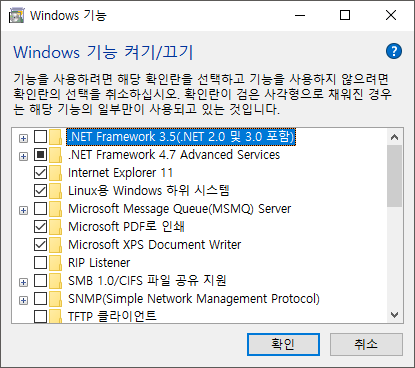 Windows 기능
Windows 기능 켜기/끄기
기능을 사용하려면 해당 확인란을 선택하고 기능을 사용하지 않으려면
확인란의 선택을 취소하십시오. 확인란이 검은 사각형으로 채워진 경우
는 해당 기능의 일부만이 사용되고 있는 것입니다.
.NET Framework 3.5(.NET 2.0 및 3.0 포함)
.NET Framework 4.7 Advanced Services
Internet Explorer 11
Linux용 Windows 하위 시스템
Microsoft Message Queue(MSMQ) Server
Microsoft PDF로 인쇄
Microsoft XPS Document Writer
RIP Listener
SMB 1.0/CIFS 파일 공유 지원
SNMP(Simple Network Management Protocol)
TFTP 클라이언트
확인
취소